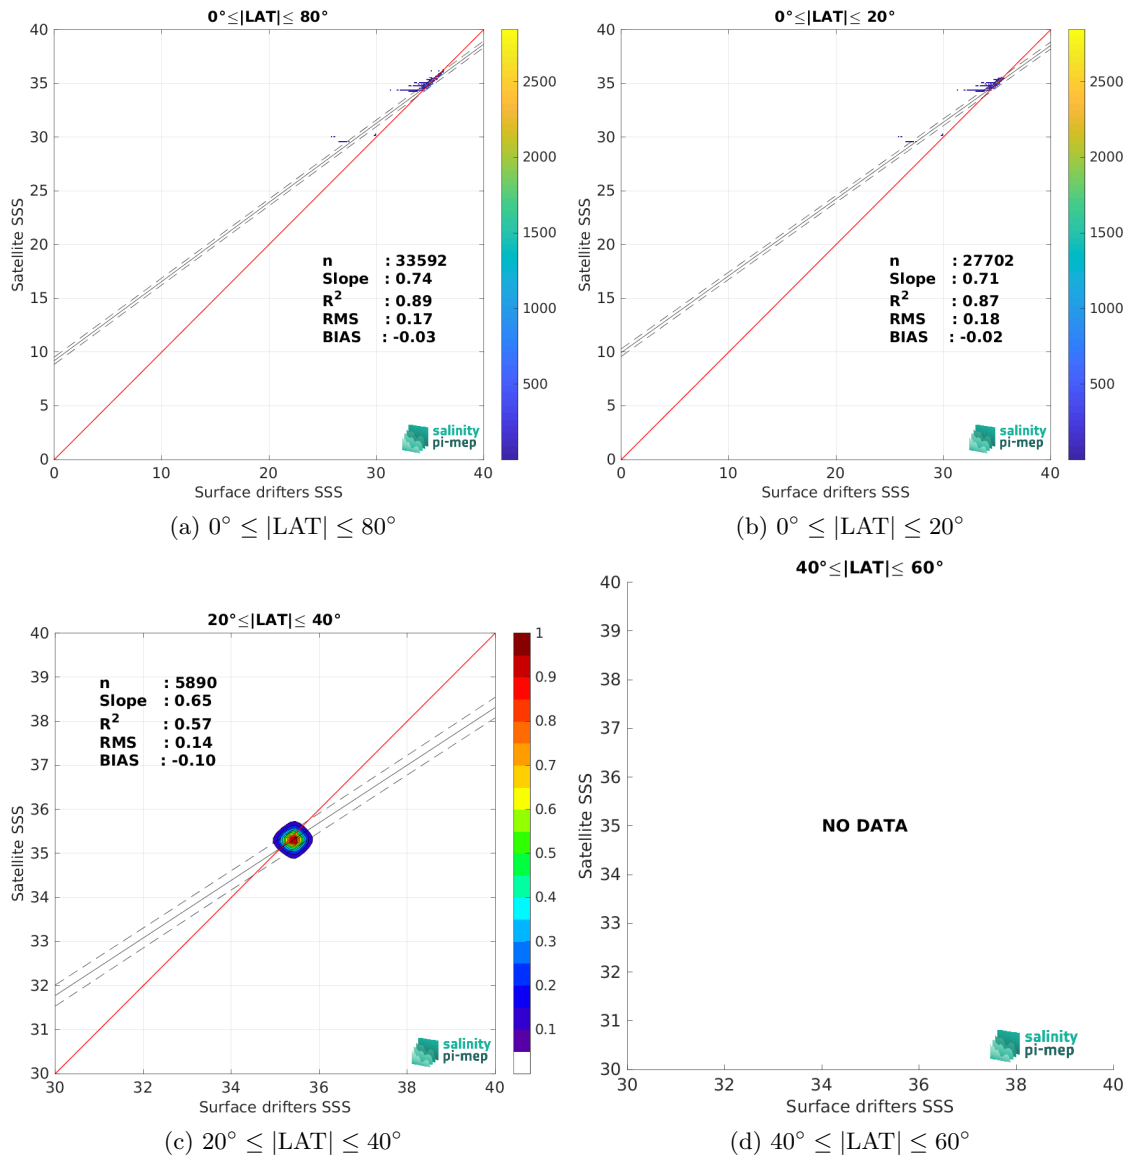 0°≤|LAT|≤ 80°
40
35
30
25
20
15
10
5
0
Satellite SSS
n : 33592
Slope : 0.74
R² : 0.89
RMS : 0.17
BIAS : -0.03
salinity
pi-mep
0 10 20 30 40
Surface drifters SSS
2500
2000
1500
1000
500
(a) 0° ≤ |LAT| ≤ 80°
0°≤|LAT|≤ 20°
40
35
30
25
20
15
10
5
0
Satellite SSS
n : 27702
Slope : 0.71
R² : 0.87
RMS : 0.18
BIAS : -0.02
salinity
pi-mep
0 10 20 30 40
Surface drifters SSS
2500
2000
1500
1000
500
(b) 0° ≤ |LAT| ≤ 20°
20°≤|LAT|≤ 40°
40
39
38
37
36
35
34
33
32
31
30
Satellite SSS
n : 5890
Slope : 0.65
R² : 0.57
RMS : 0.14
BIAS : -0.10
salinity
pi-mep
30 32 34 36 38 40
Surface drifters SSS
1
0.9
0.8
0.7
0.6
0.5
0.4
0.3
0.2
0.1
(c) 20° ≤ |LAT| ≤ 40°
40°≤|LAT|≤ 60°
40
39
38
37
36
35
34
33
32
31
30
Satellite SSS
NO DATA
salinity
pi-mep
30 32 34 36 38 40
Surface drifters SSS
(d) 40° ≤ |LAT| ≤ 60°